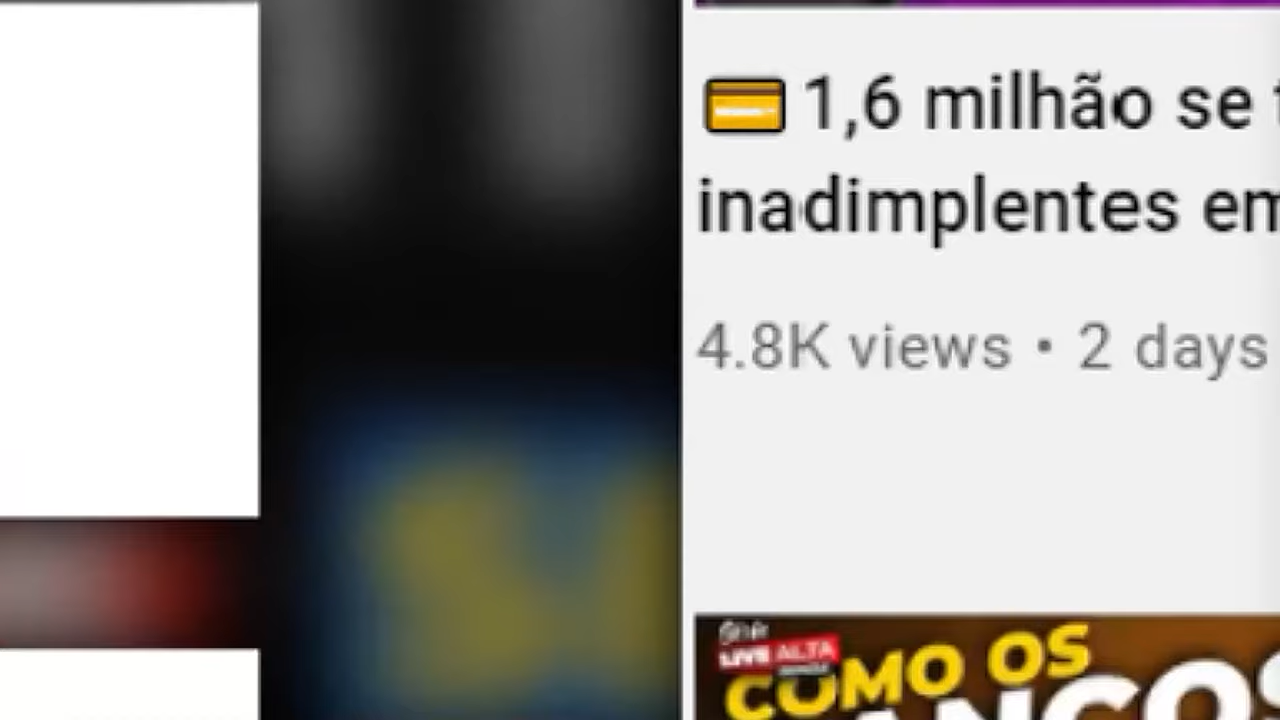 💳 1,6 milhão se
inadimplentes em
4.8K views • 2 days
LIVE ALTA
COMO OS